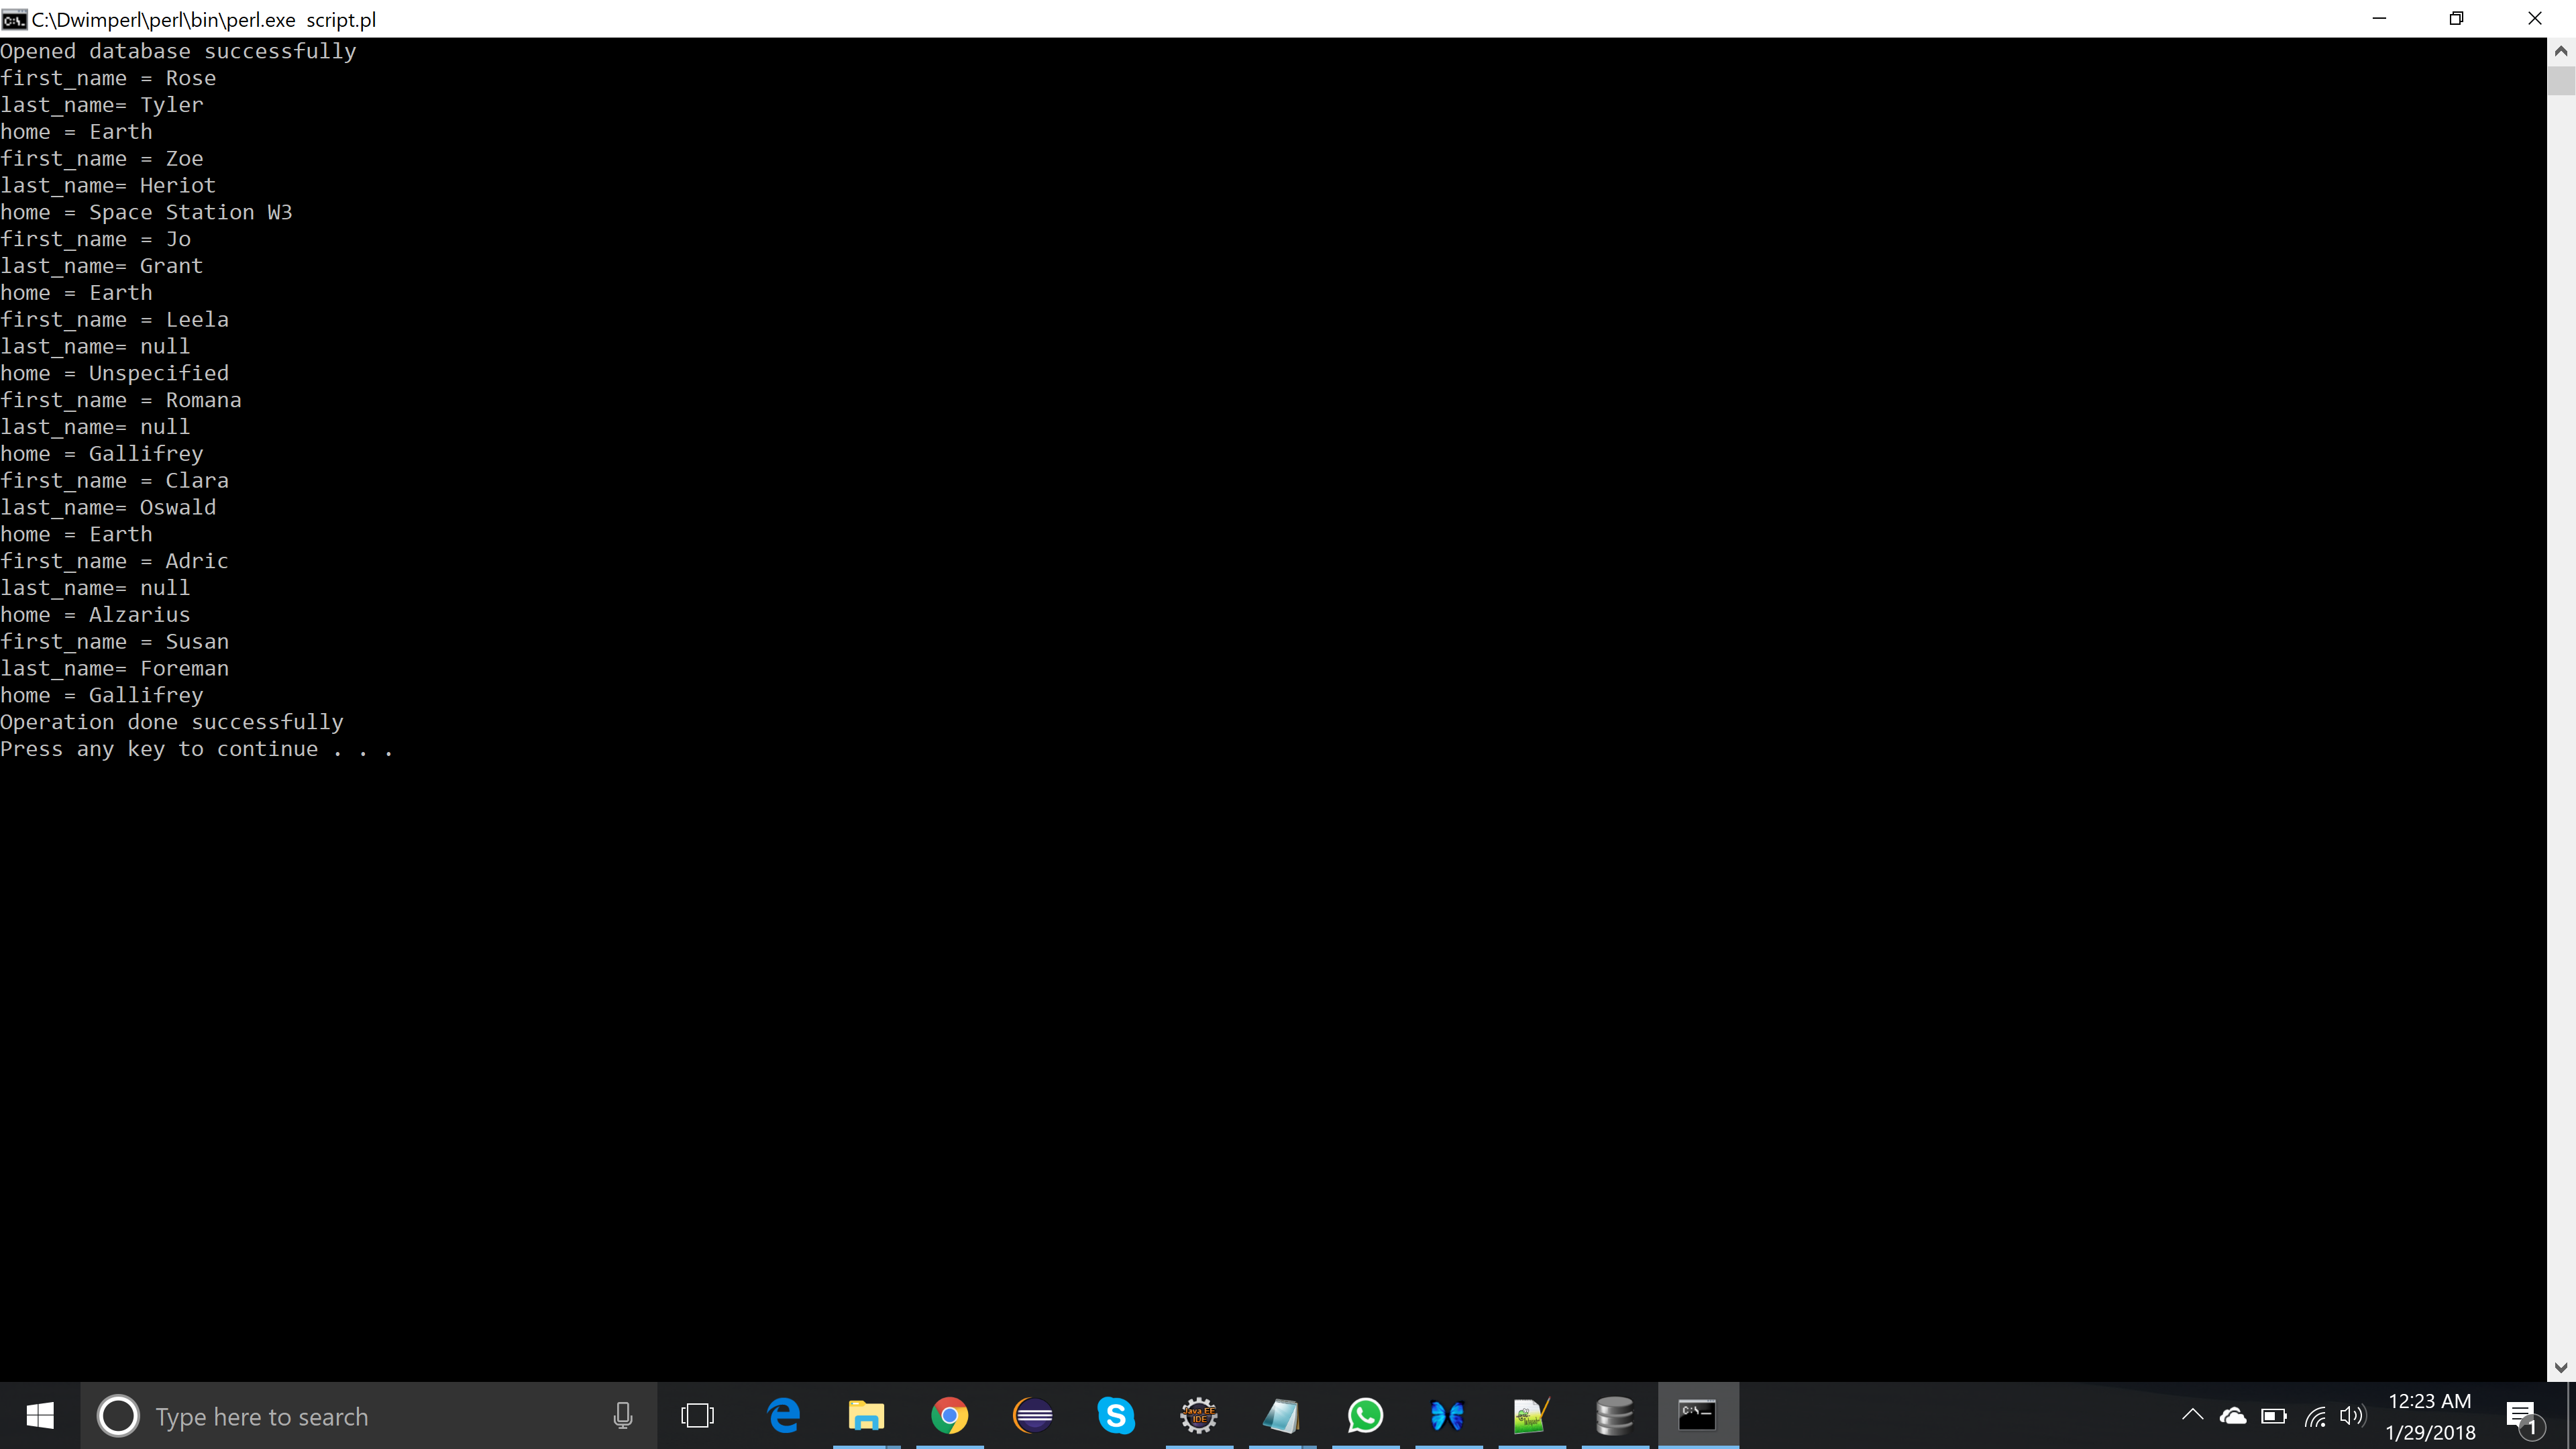 C:\Dwimperl\perl\bin\perl.exe  script.pl
Opened database successfully
first_name = Rose
last_name= Tyler
home = Earth
first_name = Zoe
last_name= Heriot
home = Space Station W3
first_name = Jo
last_name= Grant
home = Earth
first_name = Leela
last_name= null
home = Unspecified
first_name = Romana
last_name= null
home = Gallifrey
first_name = Clara
last_name= Oswald
home = Earth
first_name = Adric
last_name= null
home = Alzarius
first_name = Susan
last_name= Foreman
home = Gallifrey
Operation done successfully
Press any key to continue . . .
Type here to search
Java EE
IDE
12:23 AM
1/29/2018
1